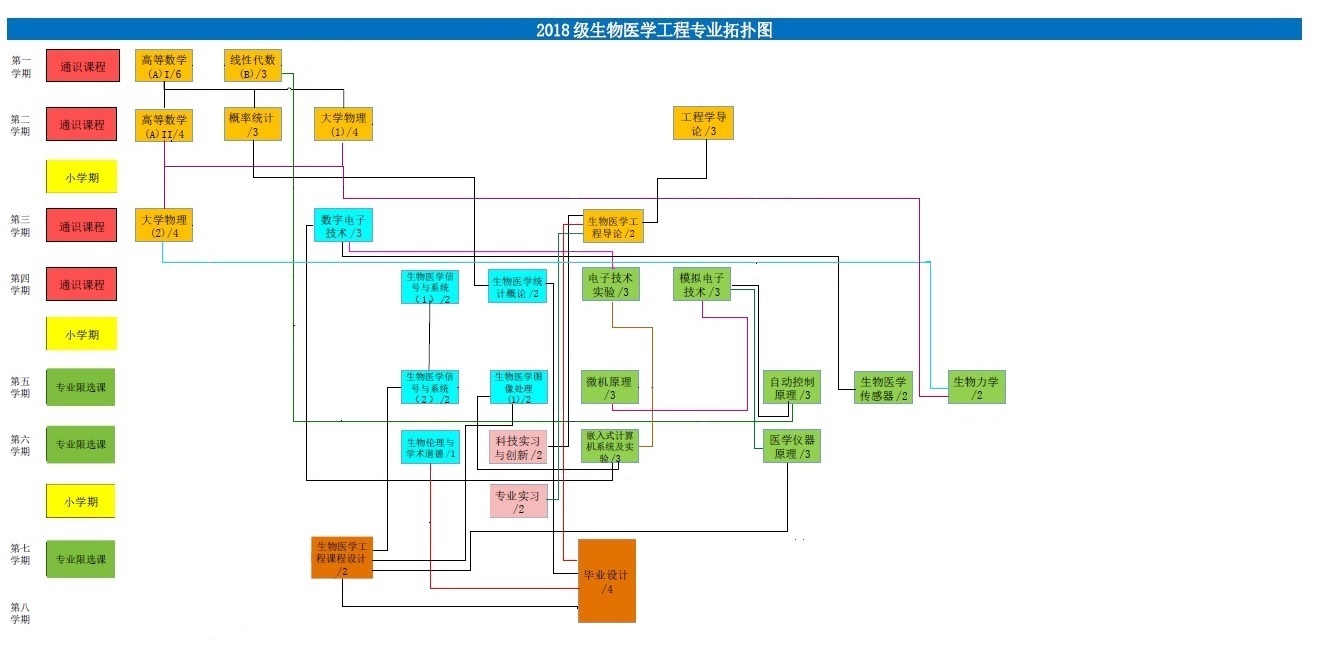 2018 级生物医学工程专业拓扑图
第一
学期
通识课程
高等数学
(A)I/6
线性代数
(B)/3
第二
学期
通识课程
高等数学
(A)II/4
概率统计
/3
大学物理
(1)/4
工程学导
论/3
小学期
第三
学期
通识课程
大学物理
(2)/4
数字电子
技术/3
生物医学工
程导论/2
第四
学期
通识课程
生物医学信
号与系统
(1)/2
生物医学统
计概论/2
电子技术
实验/3
模拟电子
技术/3
小学期
第五
学期
专业限选课
生物医学信
号与系统
(2)/2
生物医学图
像处理
(1)/2
微机原理
/3
自动控制
原理/3
生物医学
传感器/2
生物力学
/2
第六
学期
专业限选课
生物伦理与
学术道德/1
科技实习
与创新/2
嵌入式计算
机系统及实
验/3
医学仪器
原理/3
小学期
专业实习
/2
第七
学期
专业限选课
生物医学工
程课程设计
/2
毕业设计
/4
第八
学期